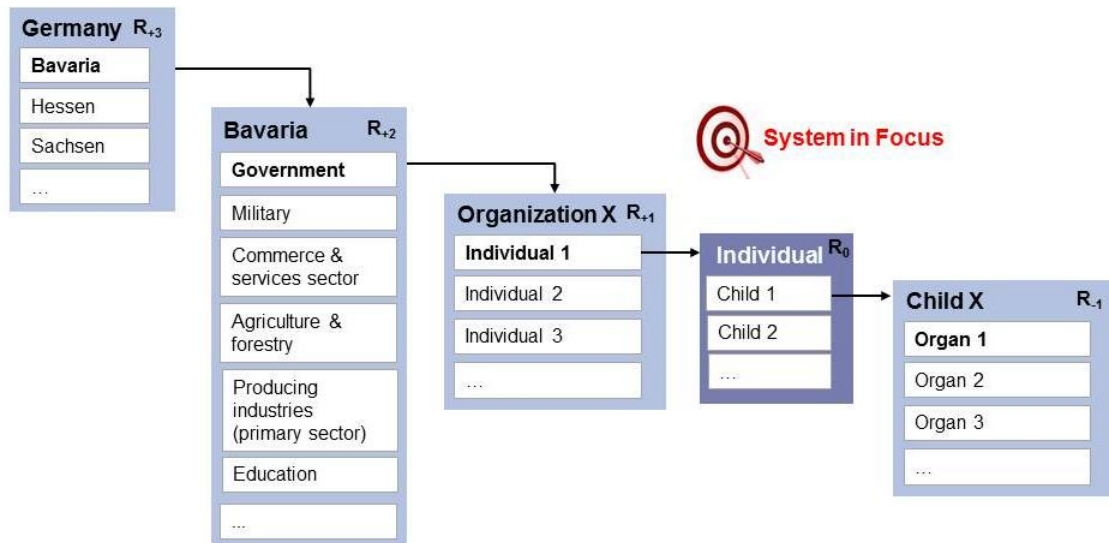 Germany R+3
Bavaria
Hessen
Sachsen
…
Bavaria R+2
Government
Military
Commerce &
services sector
Agriculture &
forestry
Producing
industries
(primary sector)
Education
...
System in Focus
Organization X R+1
Individual 1
Individual 2
Individual 3
…
Individual R0
Child 1
Child 2
…
Child X R-1
Organ 1
Organ 2
Organ 3
…